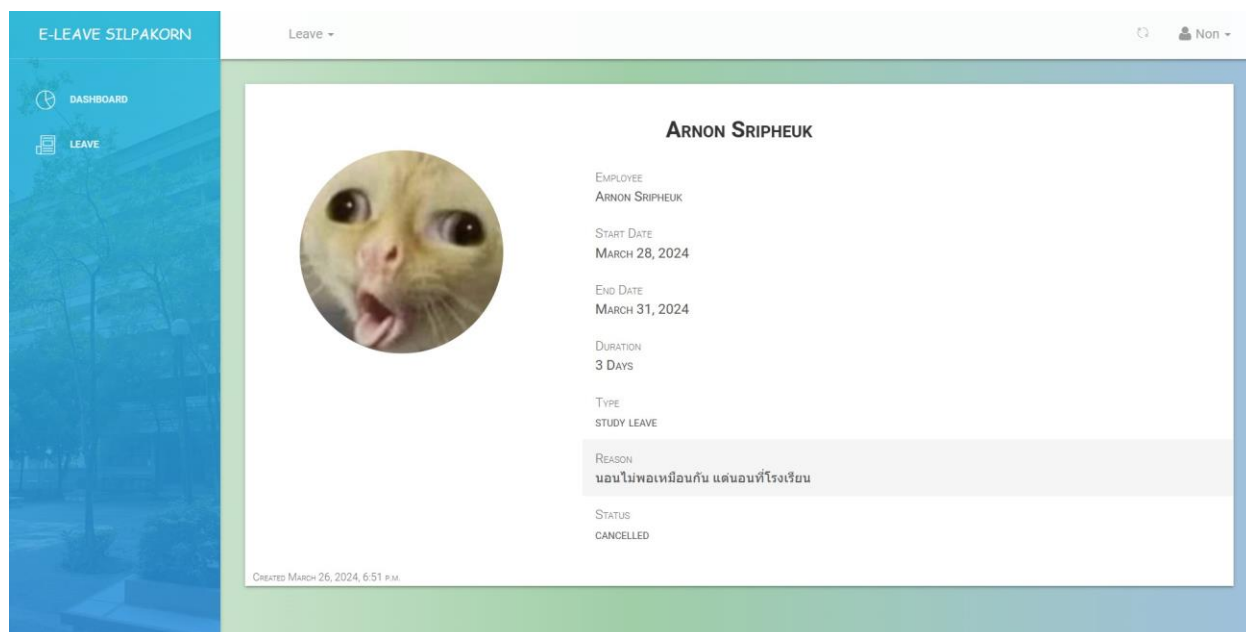 E-LEAVE SILPAKORN
Leave
Non
DASHBOARD
LEAVE
ARNON SRIPHEUK
EMPLOYEE
ARNON SRIPHEUK
START DATE
MARCH 28, 2024
END DATE
MARCH 31, 2024
DURATION
3 DAYS
TYPE
STUDY LEAVE
REASON
นอนไม่พอเหมือนกัน แต่นอนที่โรงเรียน
STATUS
CANCELLED
CREATED MARCH 26, 2024, 6:51 P.M.